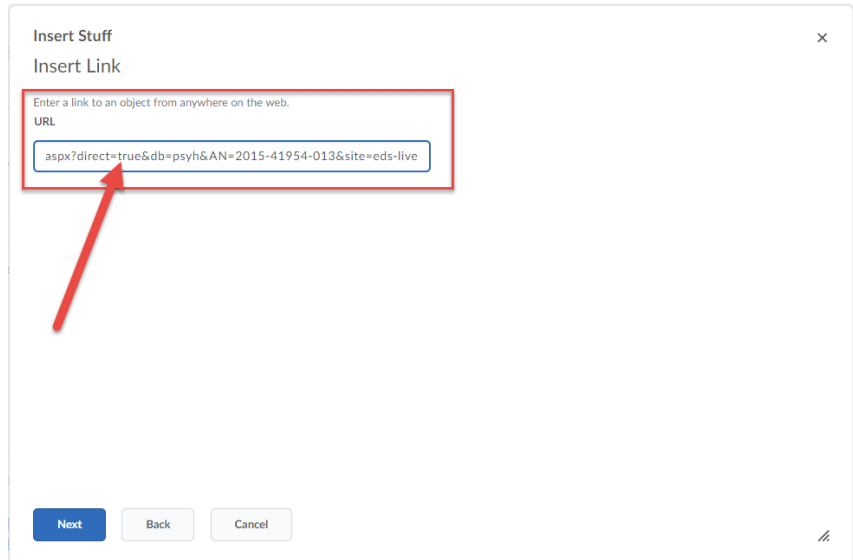 Insert Stuff
Insert Link
Enter a link to an object from anywhere on the web.
URL
aspx?direct=true&db=psyh&AN=2015-41954-013&site=eds-live
Next Back Cancel